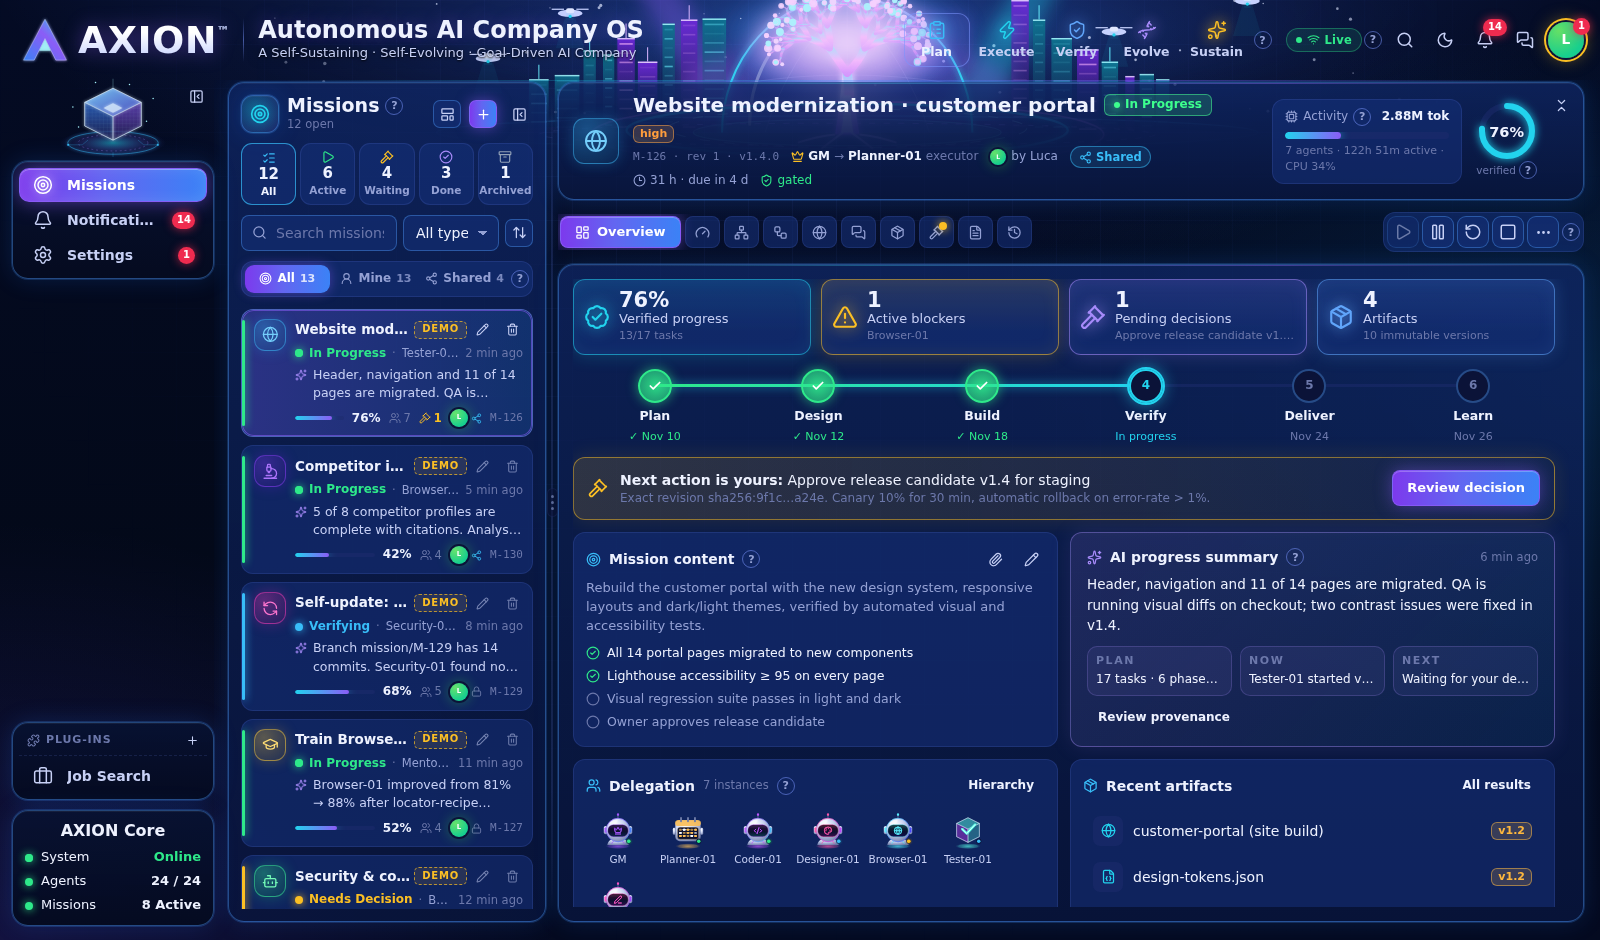 AXION™
Autonomous AI Company OS
A Self-Sustaining · Self-Evolving · Goal-Driven AI Company
Plan
Execute
Verify
Evolve
·
Sustain
?
Live
?
14
L
1
Missions
Notificati…
14
Settings
1
PLUG-INS
+
Job Search
AXION Core
System
Online
Agents
24 / 24
Missions
8 Active
Missions
?
12 open
+
12
All
6
Active
4
Waiting
3
Done
1
Archived
Search missions
All type
All 13
Mine 13
Shared 4
?
Website mod…
DEMO
In Progress · Tester-0… 2 min ago
Header, navigation and 11 of 14
pages are migrated. QA is…
76%
7
1
L
M-126
Competitor i…
DEMO
In Progress · Browser… 5 min ago
5 of 8 competitor profiles are
complete with citations. Analys…
42%
4
L
M-130
Self-update: …
DEMO
Verifying · Security-0… 8 min ago
Branch mission/M-129 has 14
commits. Security-01 found no…
68%
5
L
M-129
Train Browse…
DEMO
In Progress · Mento… 11 min ago
Browser-01 improved from 81%
→ 88% after locator-recipe…
52%
4
L
M-127
Security & co…
DEMO
Needs Decision · B… 12 min ago
Website modernization · customer portal
In Progress
high
M-126 · rev 1 · v1.4.0
GM → Planner-01 executor
L
by Luca
Shared
31 h · due in 4 d
gated
Activity ? 2.88M tok
7 agents · 122h 51m active ·
CPU 34%
76%
verified ?
Overview
?
76%
Verified progress
13/17 tasks
1
Active blockers
Browser-01
1
Pending decisions
Approve release candidate v1.…
4
Artifacts
10 immutable versions
4
5
6
Plan
Design
Build
Verify
Deliver
Learn
✓ Nov 10
✓ Nov 12
✓ Nov 18
In progress
Nov 24
Nov 26
Next action is yours: Approve release candidate v1.4 for staging
Exact revision sha256:9f1c…a24e. Canary 10% for 30 min, automatic rollback on error-rate > 1%.
Review decision
Mission content
?
Rebuild the customer portal with the new design system, responsive
layouts and dark/light themes, verified by automated visual and
accessibility tests.
All 14 portal pages migrated to new components
Lighthouse accessibility ≥ 95 on every page
Visual regression suite passes in light and dark
Owner approves release candidate
AI progress summary
?
6 min ago
Header, navigation and 11 of 14 pages are migrated. QA is
running visual diffs on checkout; two contrast issues were fixed in
v1.4.
PLAN
17 tasks · 6 phase…
NOW
Tester-01 started v…
NEXT
Waiting for your de…
Review provenance
Delegation
7 instances
?
Hierarchy
GM
Planner-01
Coder-01
Designer-01
Browser-01
Tester-01
Recent artifacts
All results
customer-portal (site build)
v1.2
design-tokens.json
v1.2